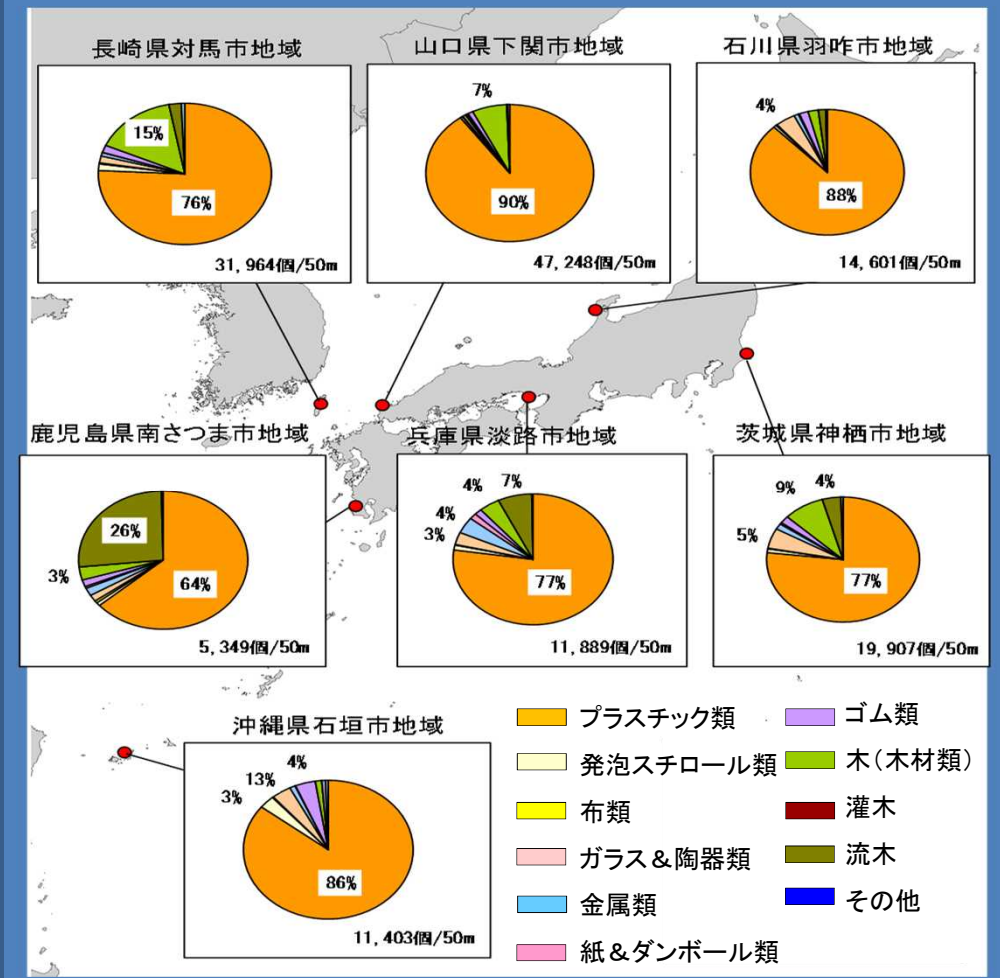 長崎県対馬市地域
山口県下関市地域
石川県羽咋市地域
15%
76%
31,964個/50m
7%
90%
47,248個/50m
4%
88%
14,601個/50m
鹿児島県南さつま市地域
兵庫県淡路市地域
茨城県神栖市地域
26%
3%
64%
5,349個/50m
4%
7%
4%
3%
77%
11,889個/50m
9%
4%
5%
77%
19,907個/50m
沖縄県石垣市地域
4%
13%
3%
86%
11,403個/50m
プラスチック類
発泡スチロール類
布類
ガラス&陶器類
金属類
紙&ダンボール類
ゴム類
木(木材類)
灌木
流木
その他